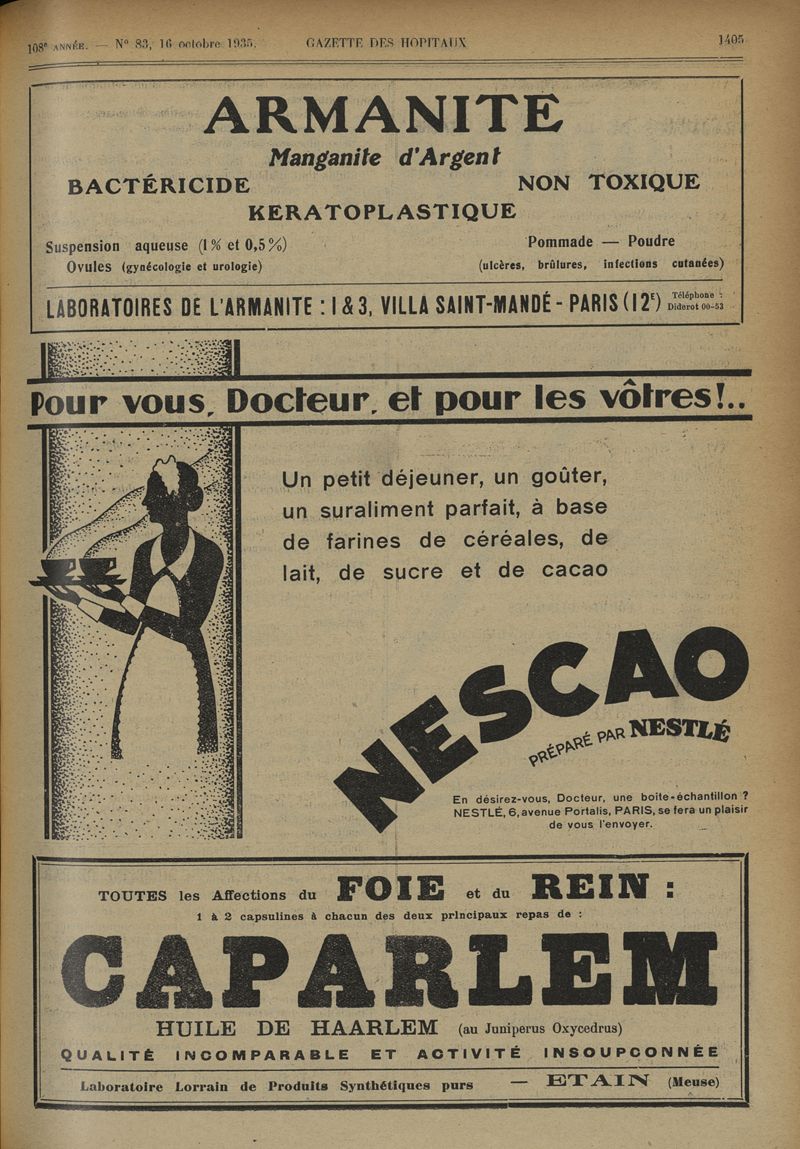 108e ANNÉE. — N° 83, 16 octobre 1935. GAZETTE DES HOPITAUX 1405
ARMANITE
Manganite d'Argent
BACTÉRICIDE NON TOXIQUE
KERATOPLASTIQUE
Suspension aqueuse (1% et 0,5%) Pommade — Poudre
Ovules (gynécologie et urologie) (ulcères, brûlures, infections cutanées)
LABORATOIRES DE L'ARMANITE : 1 & 3, VILLA SAINT-MANDÉ - PARIS (12E) Téléphone :
Diderot 00-53
Pour vous, Docteur, et pour les vôtres!..
Un petit déjeuner, un goûter,
un suraliment parfait, à base
de farines de céréales, de
lait, de sucre et de cacao
NESCAO
PRÉPARÉ PAR NESTLÉ
En désirez-vous, Docteur, une boîte-échantillon ?
NESTLÉ, 6, avenue Portalis, PARIS, se fera un plaisir
de vous l'envoyer.
TOUTES les Affections du FOIE et du REIN :
1 à 2 capsulines à chacun des deux principaux repas de :
CAPARLEM
HUILE DE HAARLEM (au Juniperus Oxycedrus)
QUALITÉ INCOMPARABLE ET ACTIVITÉ INSOUPCONNÉE
Laboratoire Lorrain de Produits Synthétiques purs — ETAIN (Meuse)